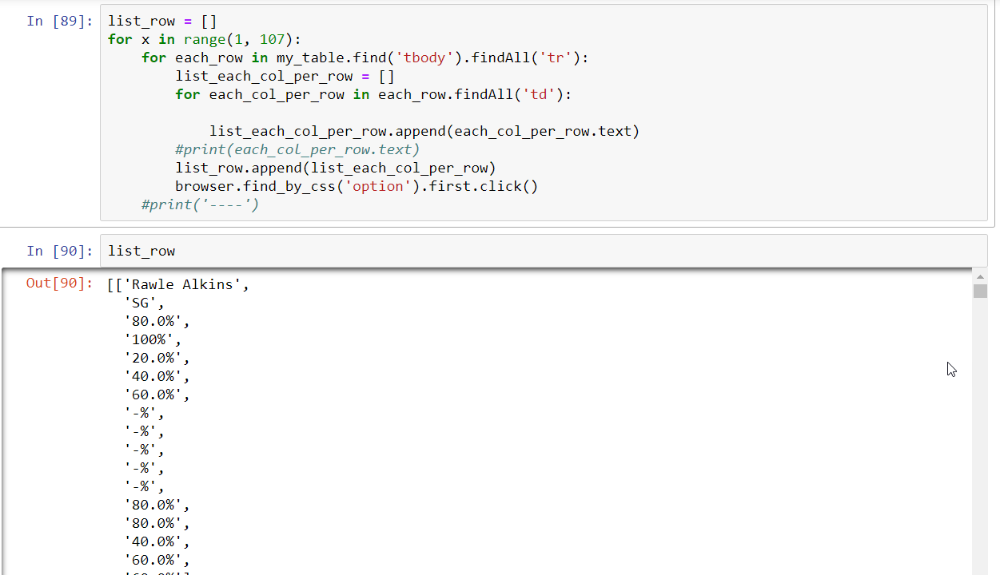 In [89]: list_row = []
for x in range(1, 107):
    for each_row in my_table.find('tbody').findAll('tr'):
        list_each_col_per_row = []
        for each_col_per_row in each_row.findAll('td'):
            list_each_col_per_row.append(each_col_per_row.text)
        #print(each_col_per_row.text)
        list_row.append(list_each_col_per_row)
        browser.find_by_css('option').first.click()
    #print('----')
In [90]: list_row
Out[90]: [['Rawle Alkins',
'SG',
'80.0%',
'100%',
'20.0%',
'40.0%',
'60.0%',
'-%',
'-%',
'-%',
'-%',
'-%',
'80.0%',
'80.0%',
'40.0%',
'60.0%',